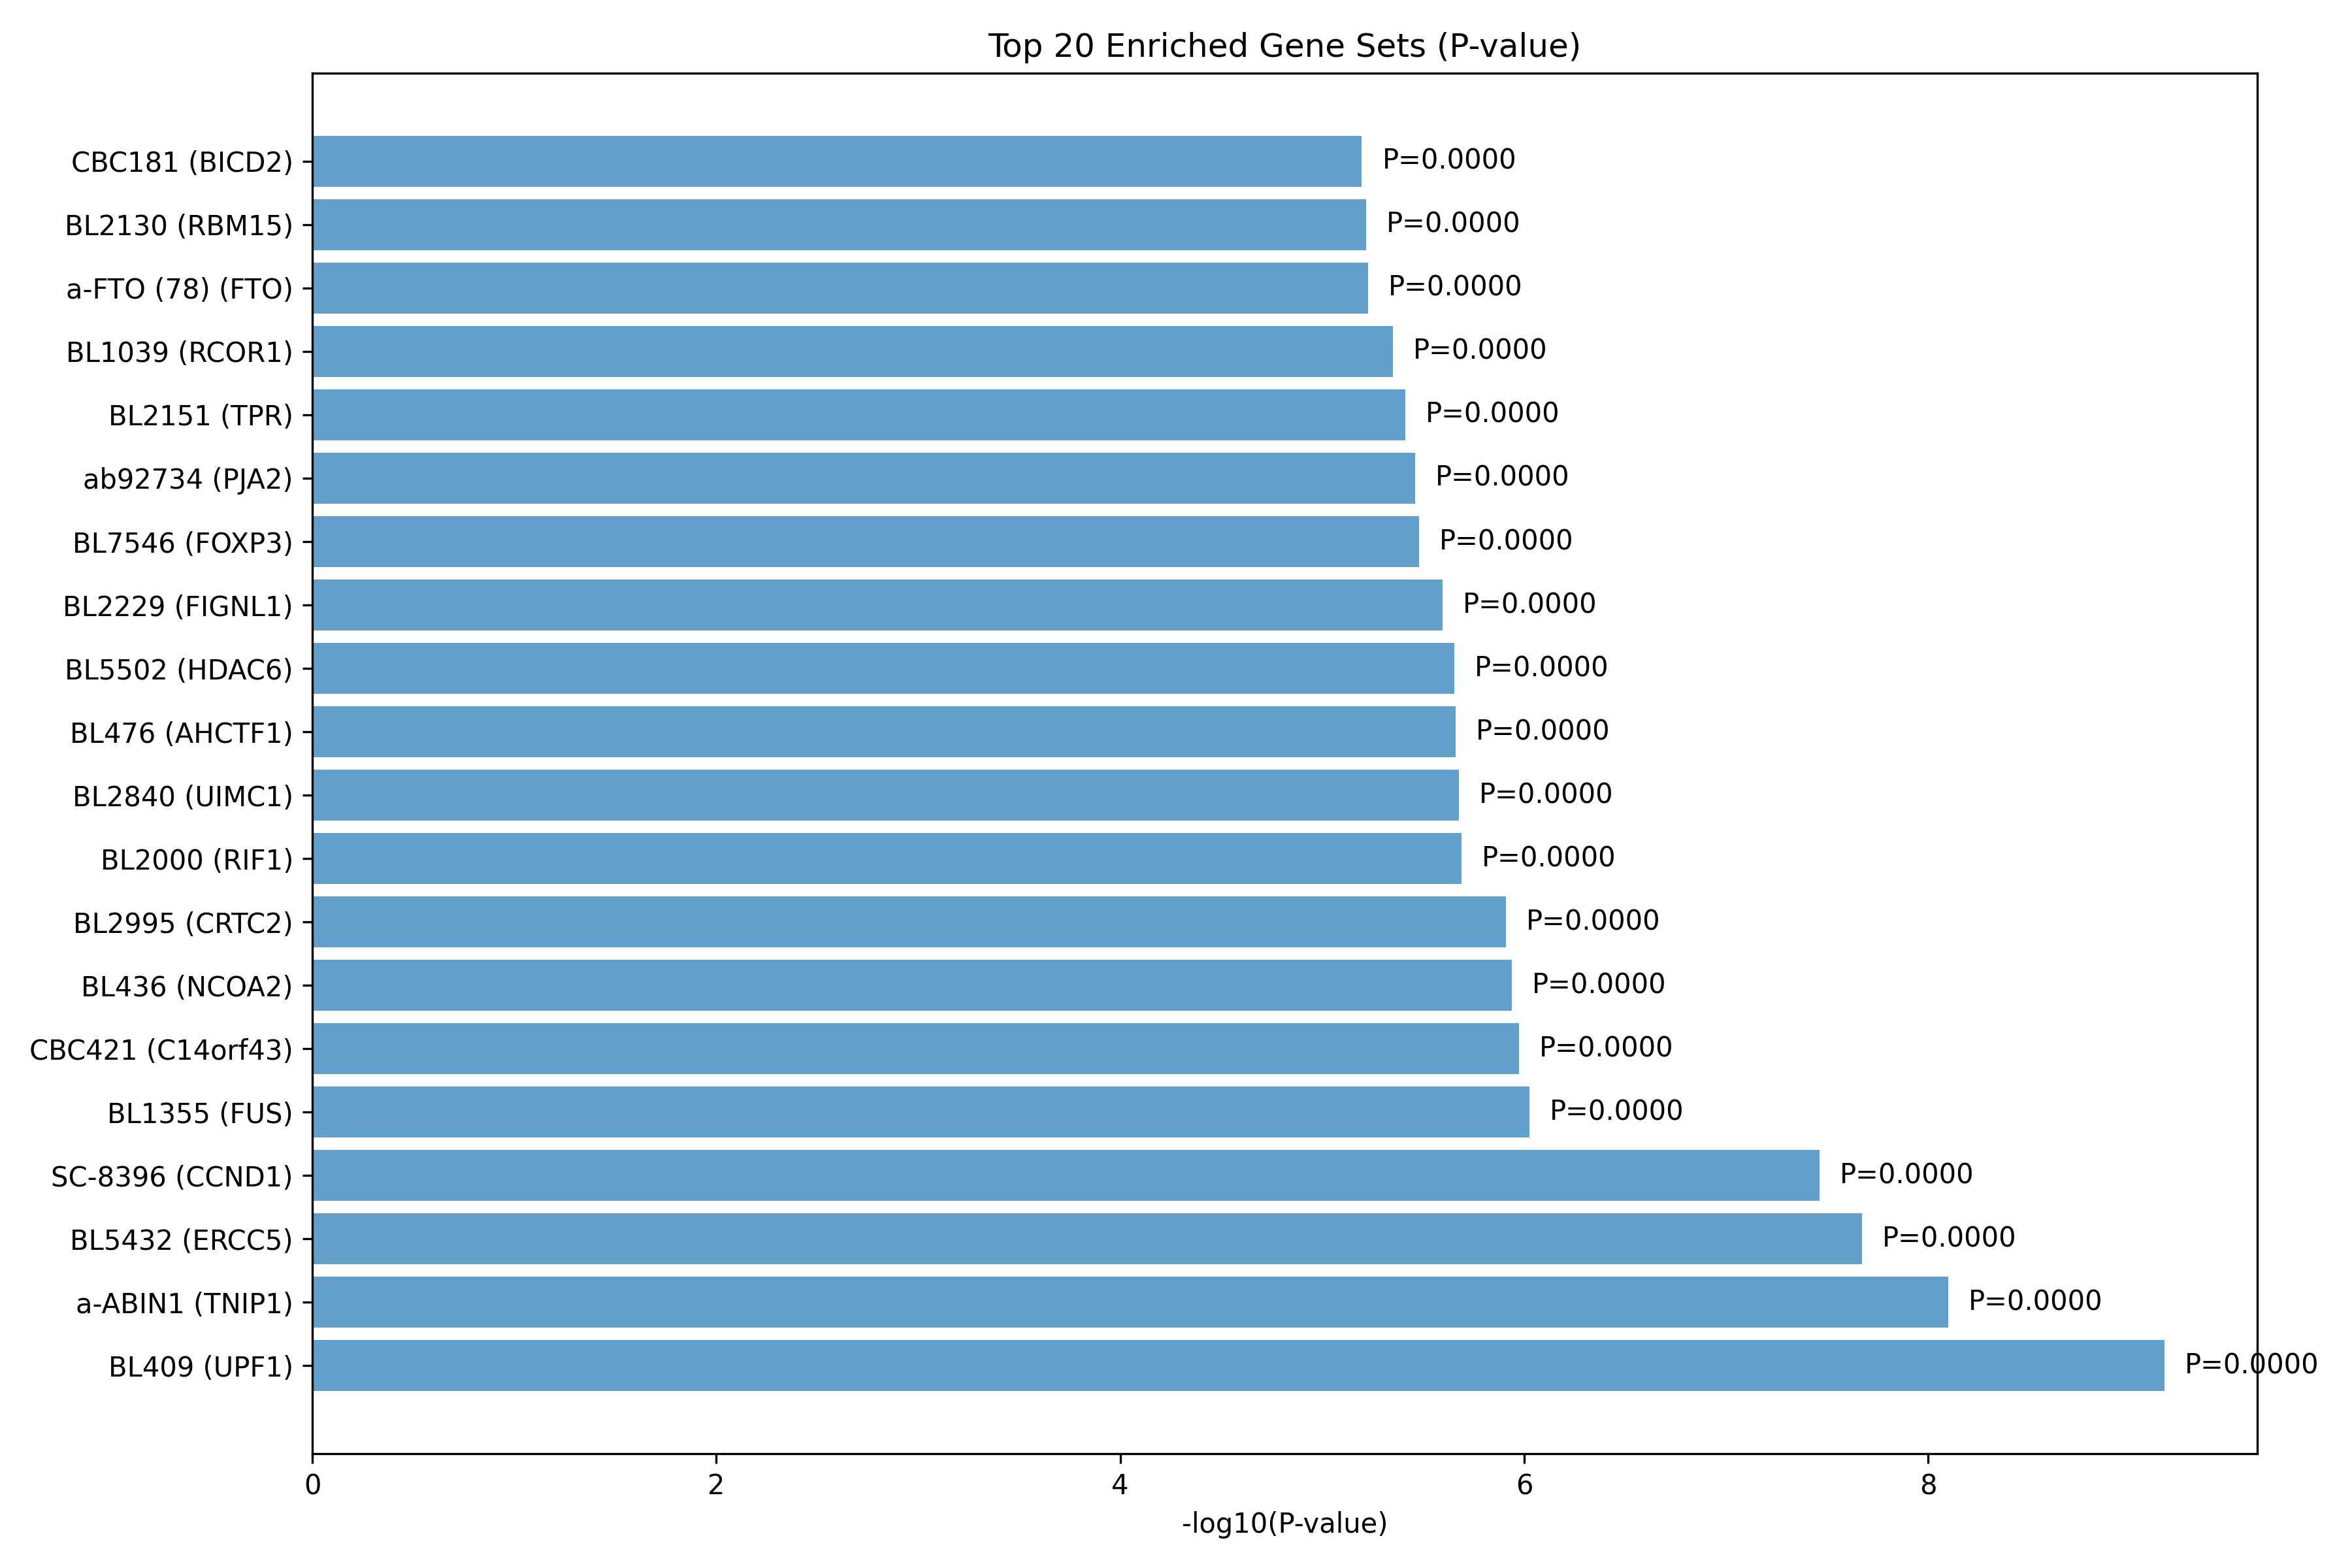 Top 20 Enriched Gene Sets (P-value)
CBC181 (BICD2) P=0.0000
BL2130 (RBM15) P=0.0000
a-FTO (78) (FTO) P=0.0000
BL1039 (RCOR1) P=0.0000
BL2151 (TPR) P=0.0000
ab92734 (PJA2) P=0.0000
BL7546 (FOXP3) P=0.0000
BL2229 (FIGNL1) P=0.0000
BL5502 (HDAC6) P=0.0000
BL476 (AHCTF1) P=0.0000
BL2840 (UIMC1) P=0.0000
BL2000 (RIF1) P=0.0000
BL2995 (CRTC2) P=0.0000
BL436 (NCOA2) P=0.0000
CBC421 (C14orf43) P=0.0000
BL1355 (FUS) P=0.0000
SC-8396 (CCND1) P=0.0000
BL5432 (ERCC5) P=0.0000
a-ABIN1 (TNIP1) P=0.0000
BL409 (UPF1) P=0.0000
0 2 4 6 8
-log10(P-value)